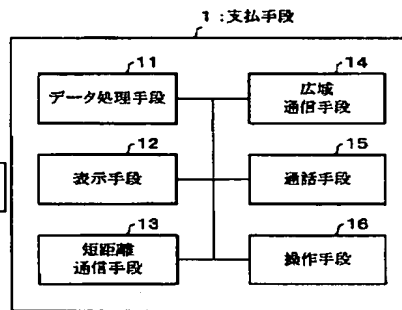 1:支払手段
11
データ処理手段
14
広域
通信手段
12
表示手段
15
通話手段
13
短距離
通信手段
16
操作手段